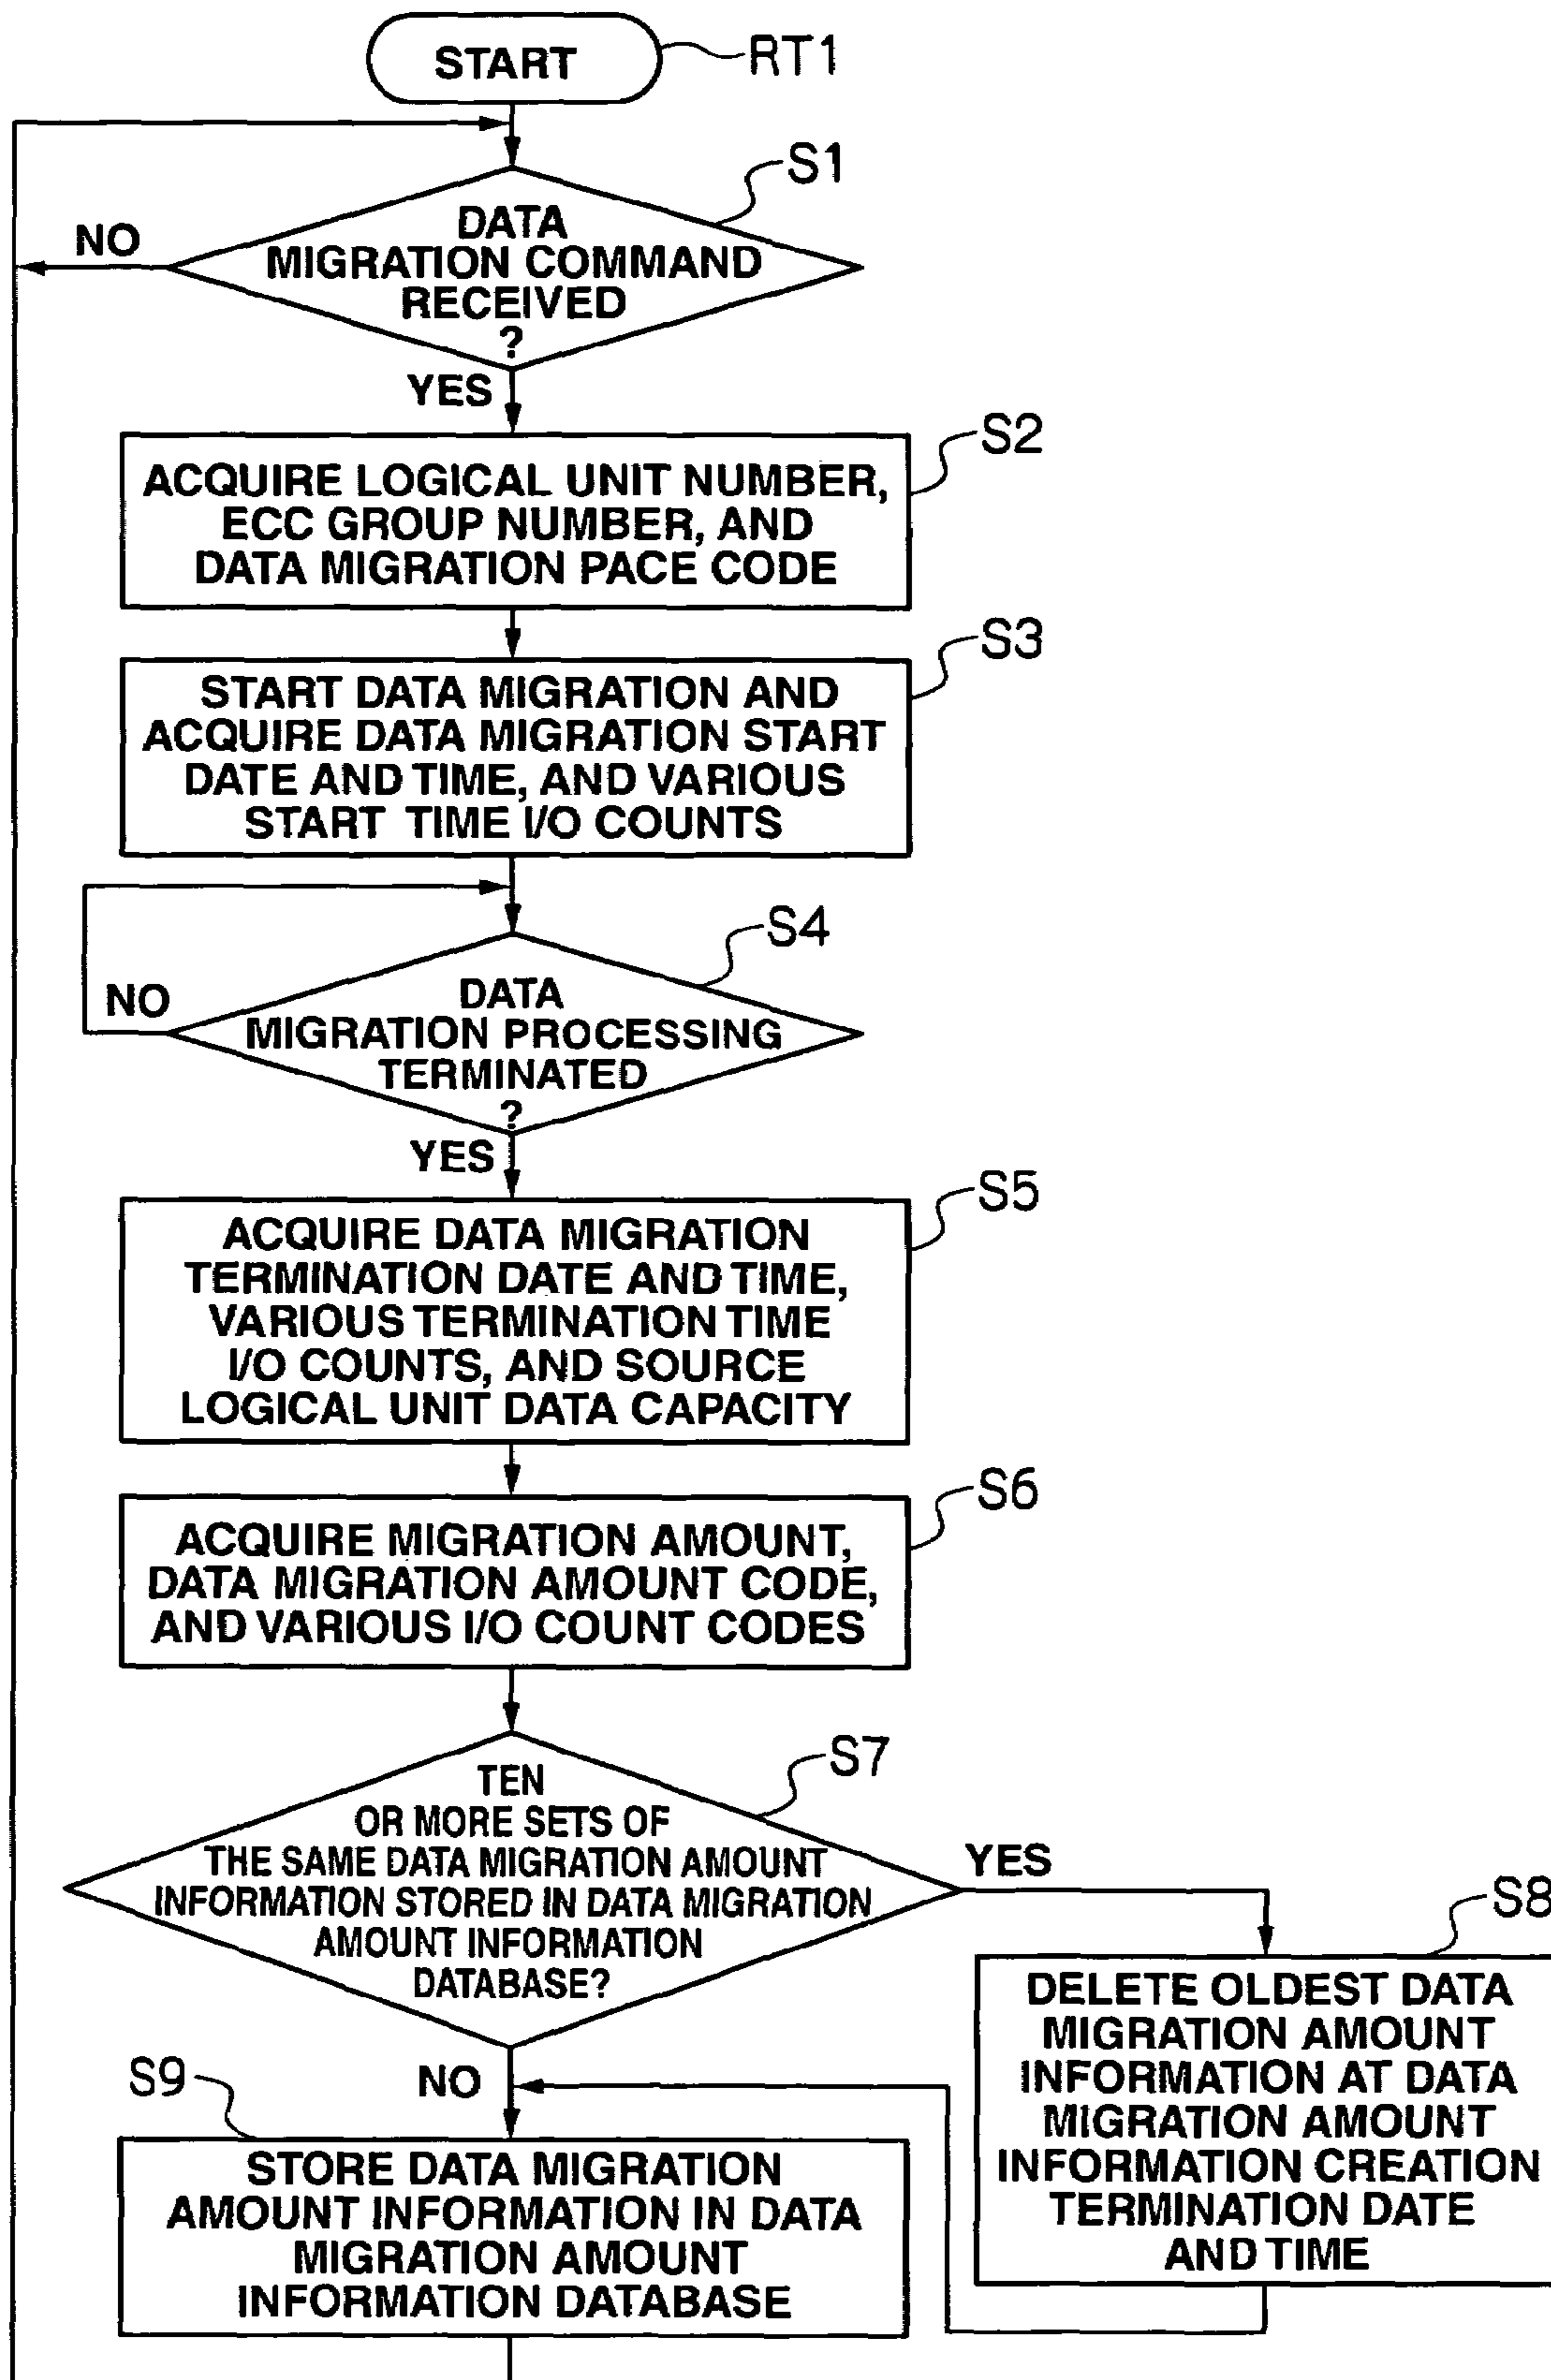 START
RT1
S1
DATA
MIGRATION COMMAND
RECEIVED
?
NO
YES
S2
ACQUIRE LOGICAL UNIT NUMBER,
ECC GROUP NUMBER, AND
DATA MIGRATION PACE CODE
S3
START DATA MIGRATION AND
ACQUIRE DATA MIGRATION START
DATE AND TIME, AND VARIOUS
START TIME I/O COUNTS
S4
DATA
MIGRATION PROCESSING
TERMINATED
?
NO
YES
S5
ACQUIRE DATA MIGRATION
TERMINATION DATE AND TIME,
VARIOUS TERMINATION TIME
I/O COUNTS, AND SOURCE
LOGICAL UNIT DATA CAPACITY
S6
ACQUIRE MIGRATION AMOUNT,
DATA MIGRATION AMOUNT CODE,
AND VARIOUS I/O COUNT CODES
S7
TEN
OR MORE SETS OF
THE SAME DATA MIGRATION AMOUNT
INFORMATION STORED IN DATA MIGRATION
AMOUNT INFORMATION
DATABASE?
YES
NO
S8
DELETE OLDEST DATA
MIGRATION AMOUNT
INFORMATION AT DATA
MIGRATION AMOUNT
INFORMATION CREATION
TERMINATION DATE
AND TIME
S9
STORE DATA MIGRATION
AMOUNT INFORMATION IN DATA
MIGRATION AMOUNT
INFORMATION DATABASE